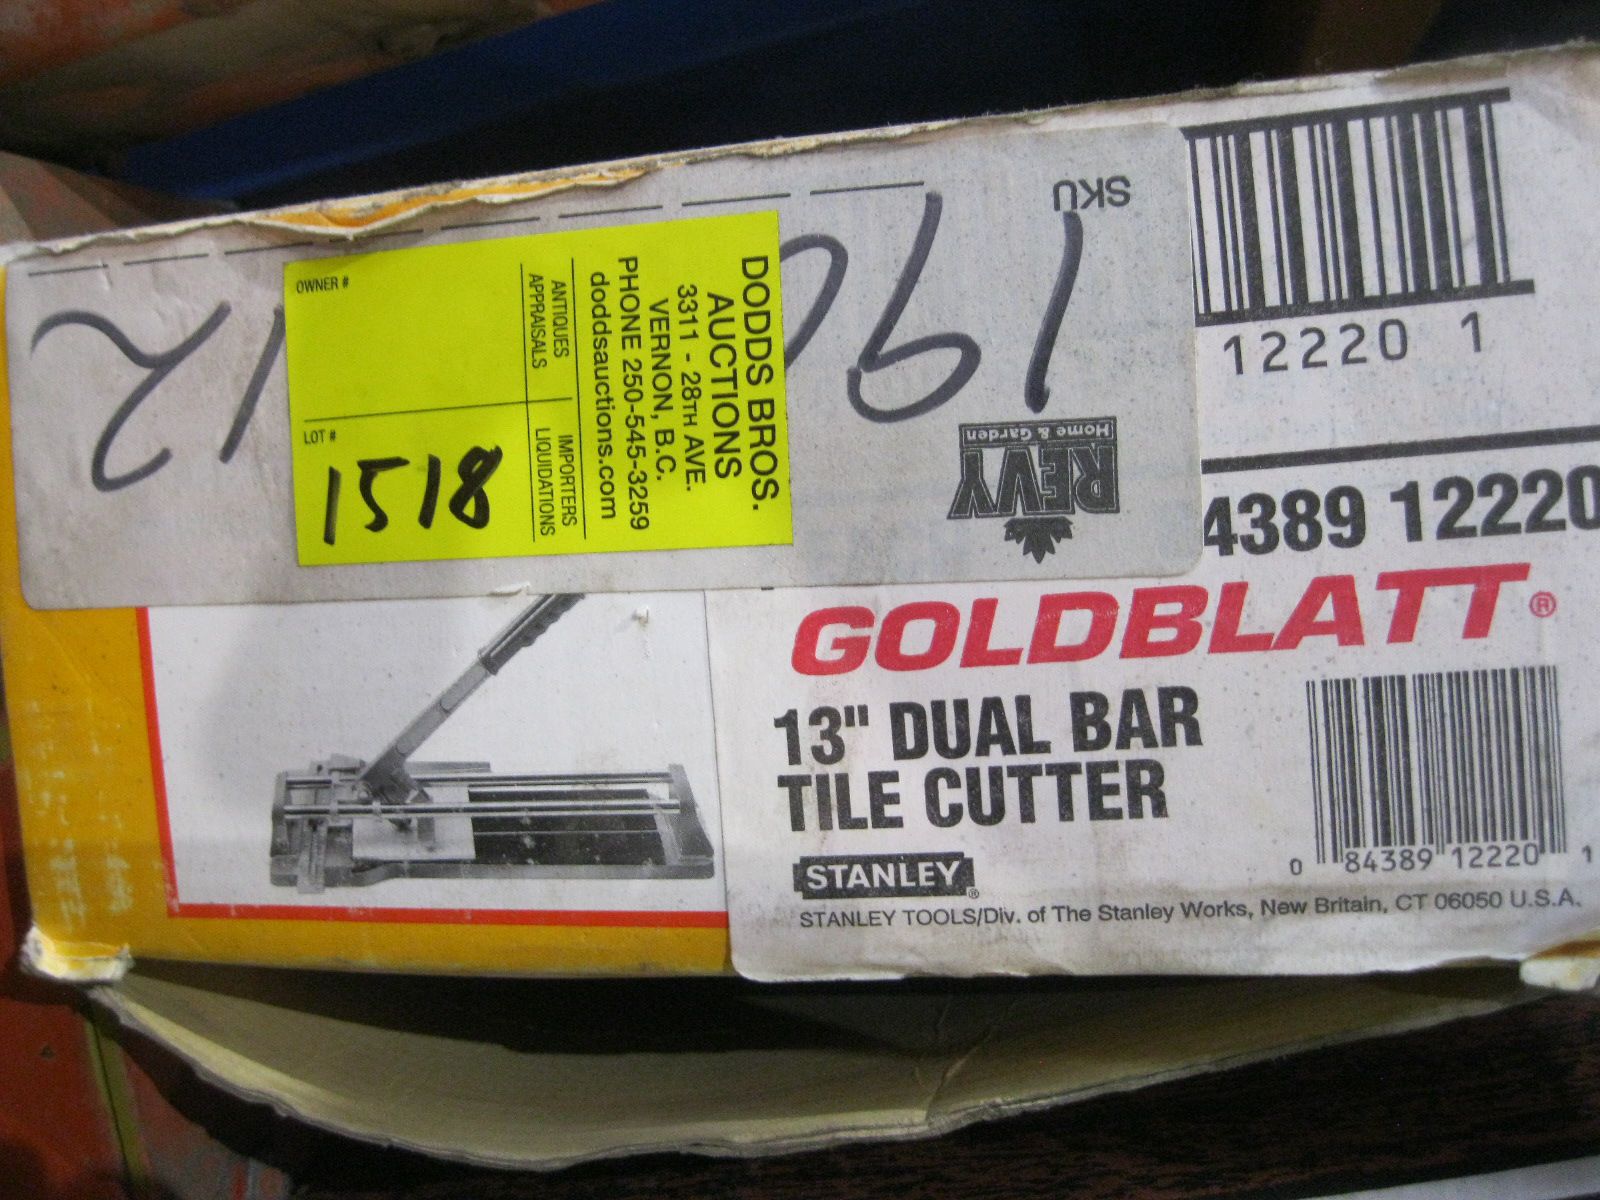 SKU
REVY
Home & Garden
DODDS BROS.
AUCTIONS
3311 - 28TH AVE.
VERNON, B.C.
PHONE 250-545-3259
doddsauctions.com
ANTIQUES
APPRAISALS
IMPORTERS
LIQUIDATIONS
OWNER #
LOT #
1518
12220 1
4389 12220
GOLDBLATT®
13" DUAL BAR
TILE CUTTER
STANLEY®
0 84389 12220 1
STANLEY TOOLS/Div. of The Stanley Works, New Britain, CT 06050 U.S.A.